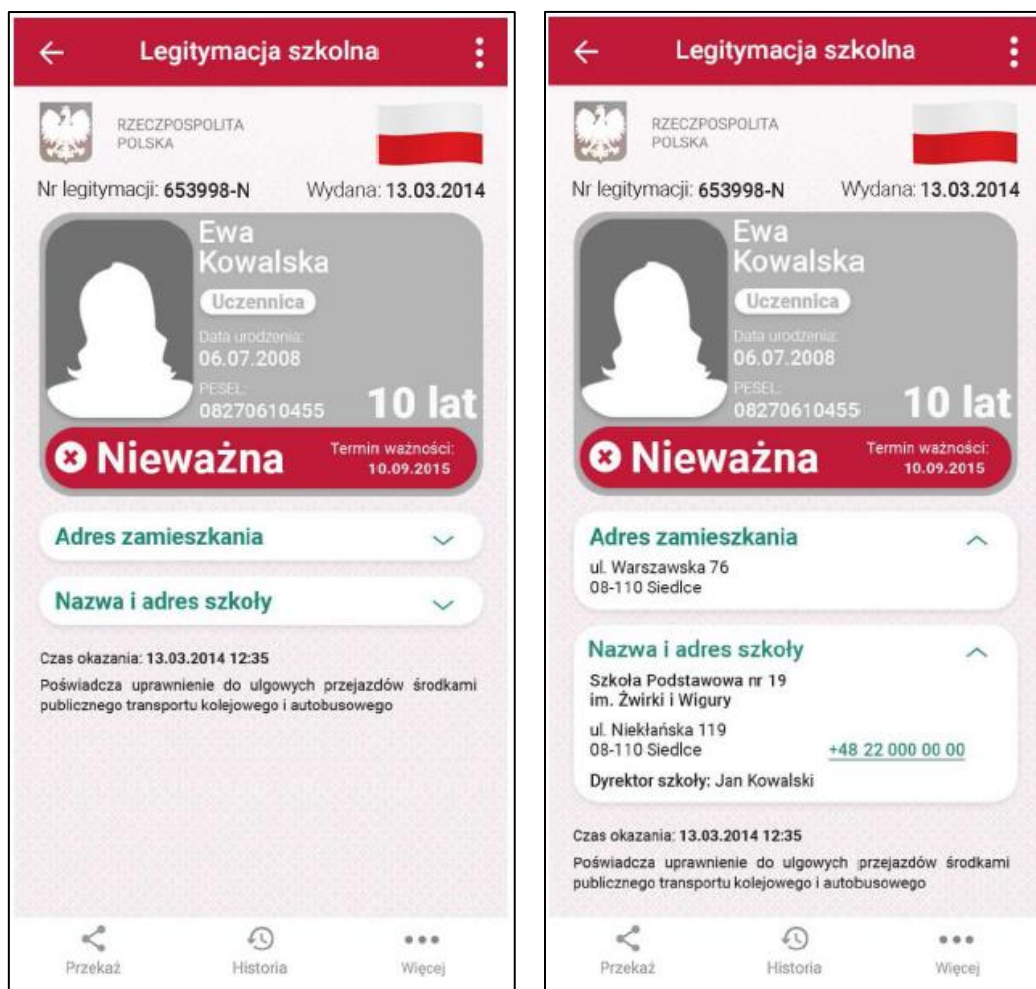 Legitymacja szkolna
RZECZPOSPOLITA
POLSKA
Nr legitymacji: 653998-N Wydana: 13.03.2014
Ewa
Kowalska
Uczennica
Data urodzenia:
06.07.2008
PESEL:
08270610455
10 lat
Nieważna
Termin ważności:
10.09.2015
Adres zamieszkania
Nazwa i adres szkoły
Czas okazania: 13.03.2014 12:35
Poświadcza uprawnienie do ulgowych przejazdów środkami
publicznego transportu kolejowego i autobusowego
Przekaż Historia Więcej
Legitymacja szkolna
RZECZPOSPOLITA
POLSKA
Nr legitymacji: 653998-N Wydana: 13.03.2014
Ewa
Kowalska
Uczennica
Data urodzenia:
06.07.2008
PESEL:
08270610455
10 lat
Nieważna
Termin ważności:
10.09.2015
Adres zamieszkania
ul. Warszawska 76
08-110 Siedlce
Nazwa i adres szkoły
Szkoła Podstawowa nr 19
im. Żwirki i Wigury
ul. Niekłańska 119
08-110 Siedlce +48 22 000 00 00
Dyrektor szkoły: Jan Kowalski
Czas okazania: 13.03.2014 12:35
Poświadcza uprawnienie do ulgowych przejazdów środkami
publicznego transportu kolejowego i autobusowego
Przekaż Historia Więcej